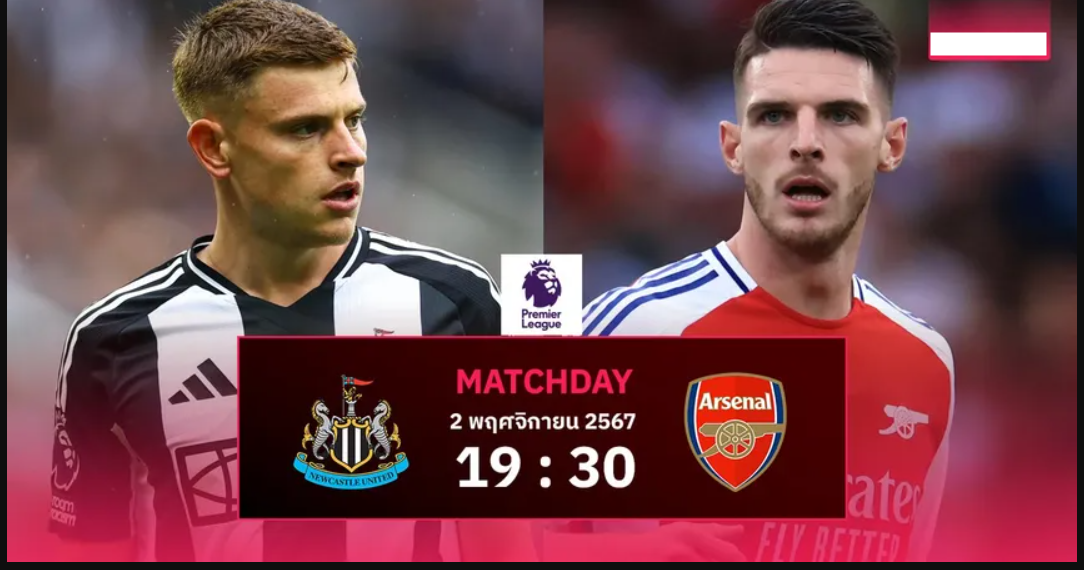 Premier
League
MATCHDAY
2 พฤศจิกายน 2567
19 : 30
NEWCASTLE UNITED
Arsenal
FLY BETTER